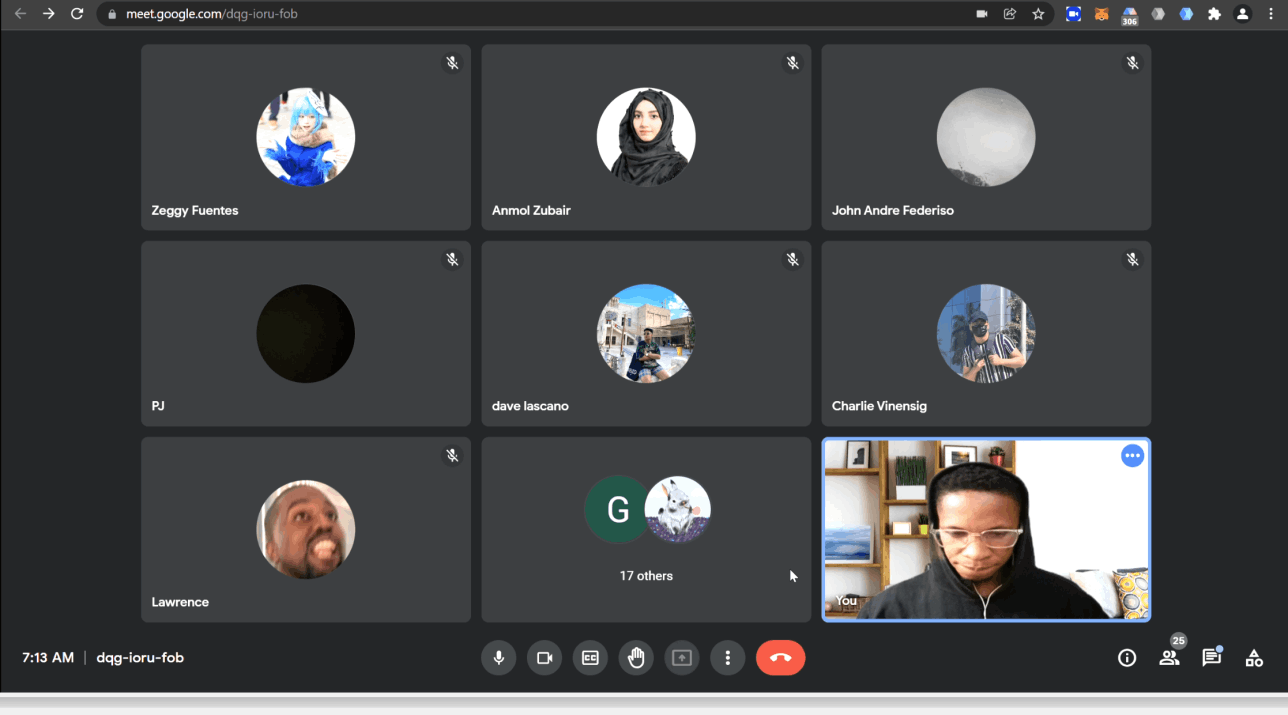 meet.google.com/dqg-ioru-fob
306
Zeggy Fuentes
Anmol Zubair
John Andre Federiso
PJ
dave lascano
Charlie Vinensig
Lawrence
G
17 others
You
7:13 AM | dqg-ioru-fob
CC
25